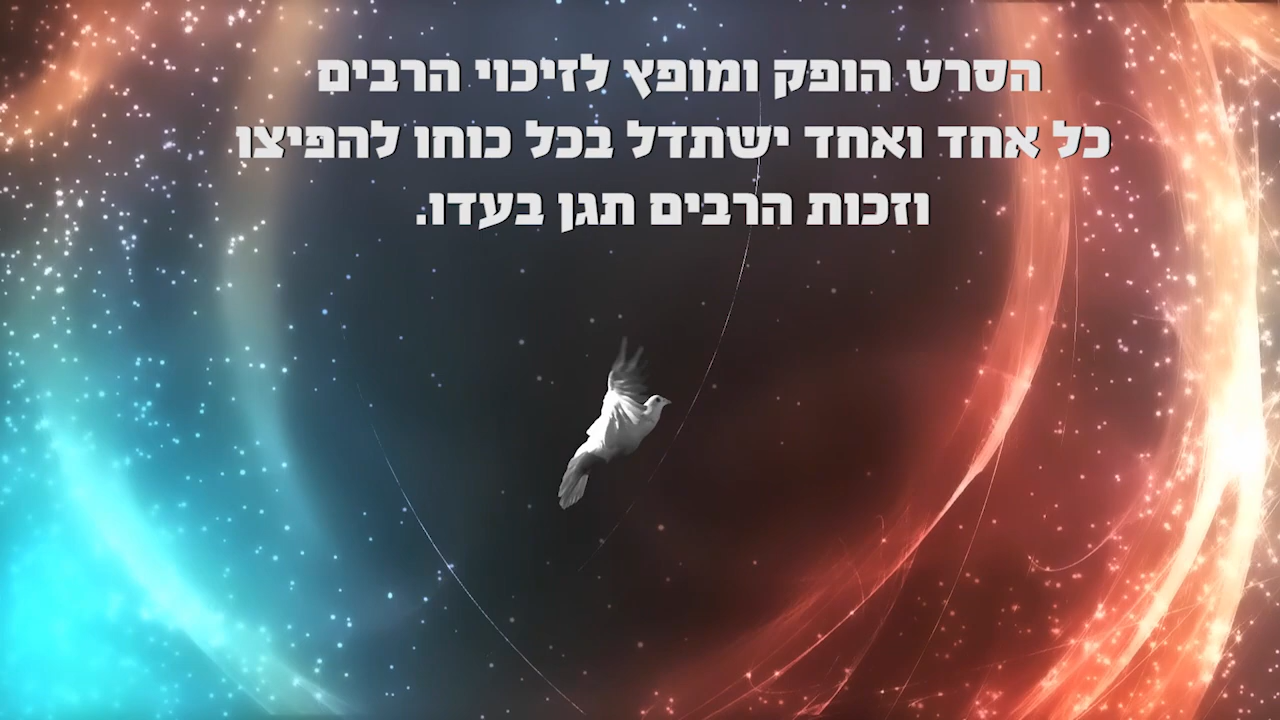 הסרט הופק ומופץ לזיכוי הרבים
כל אחד ואחד ישתדל בכל כוחו להפיצו
וזכות הרבים תגן בעדו.